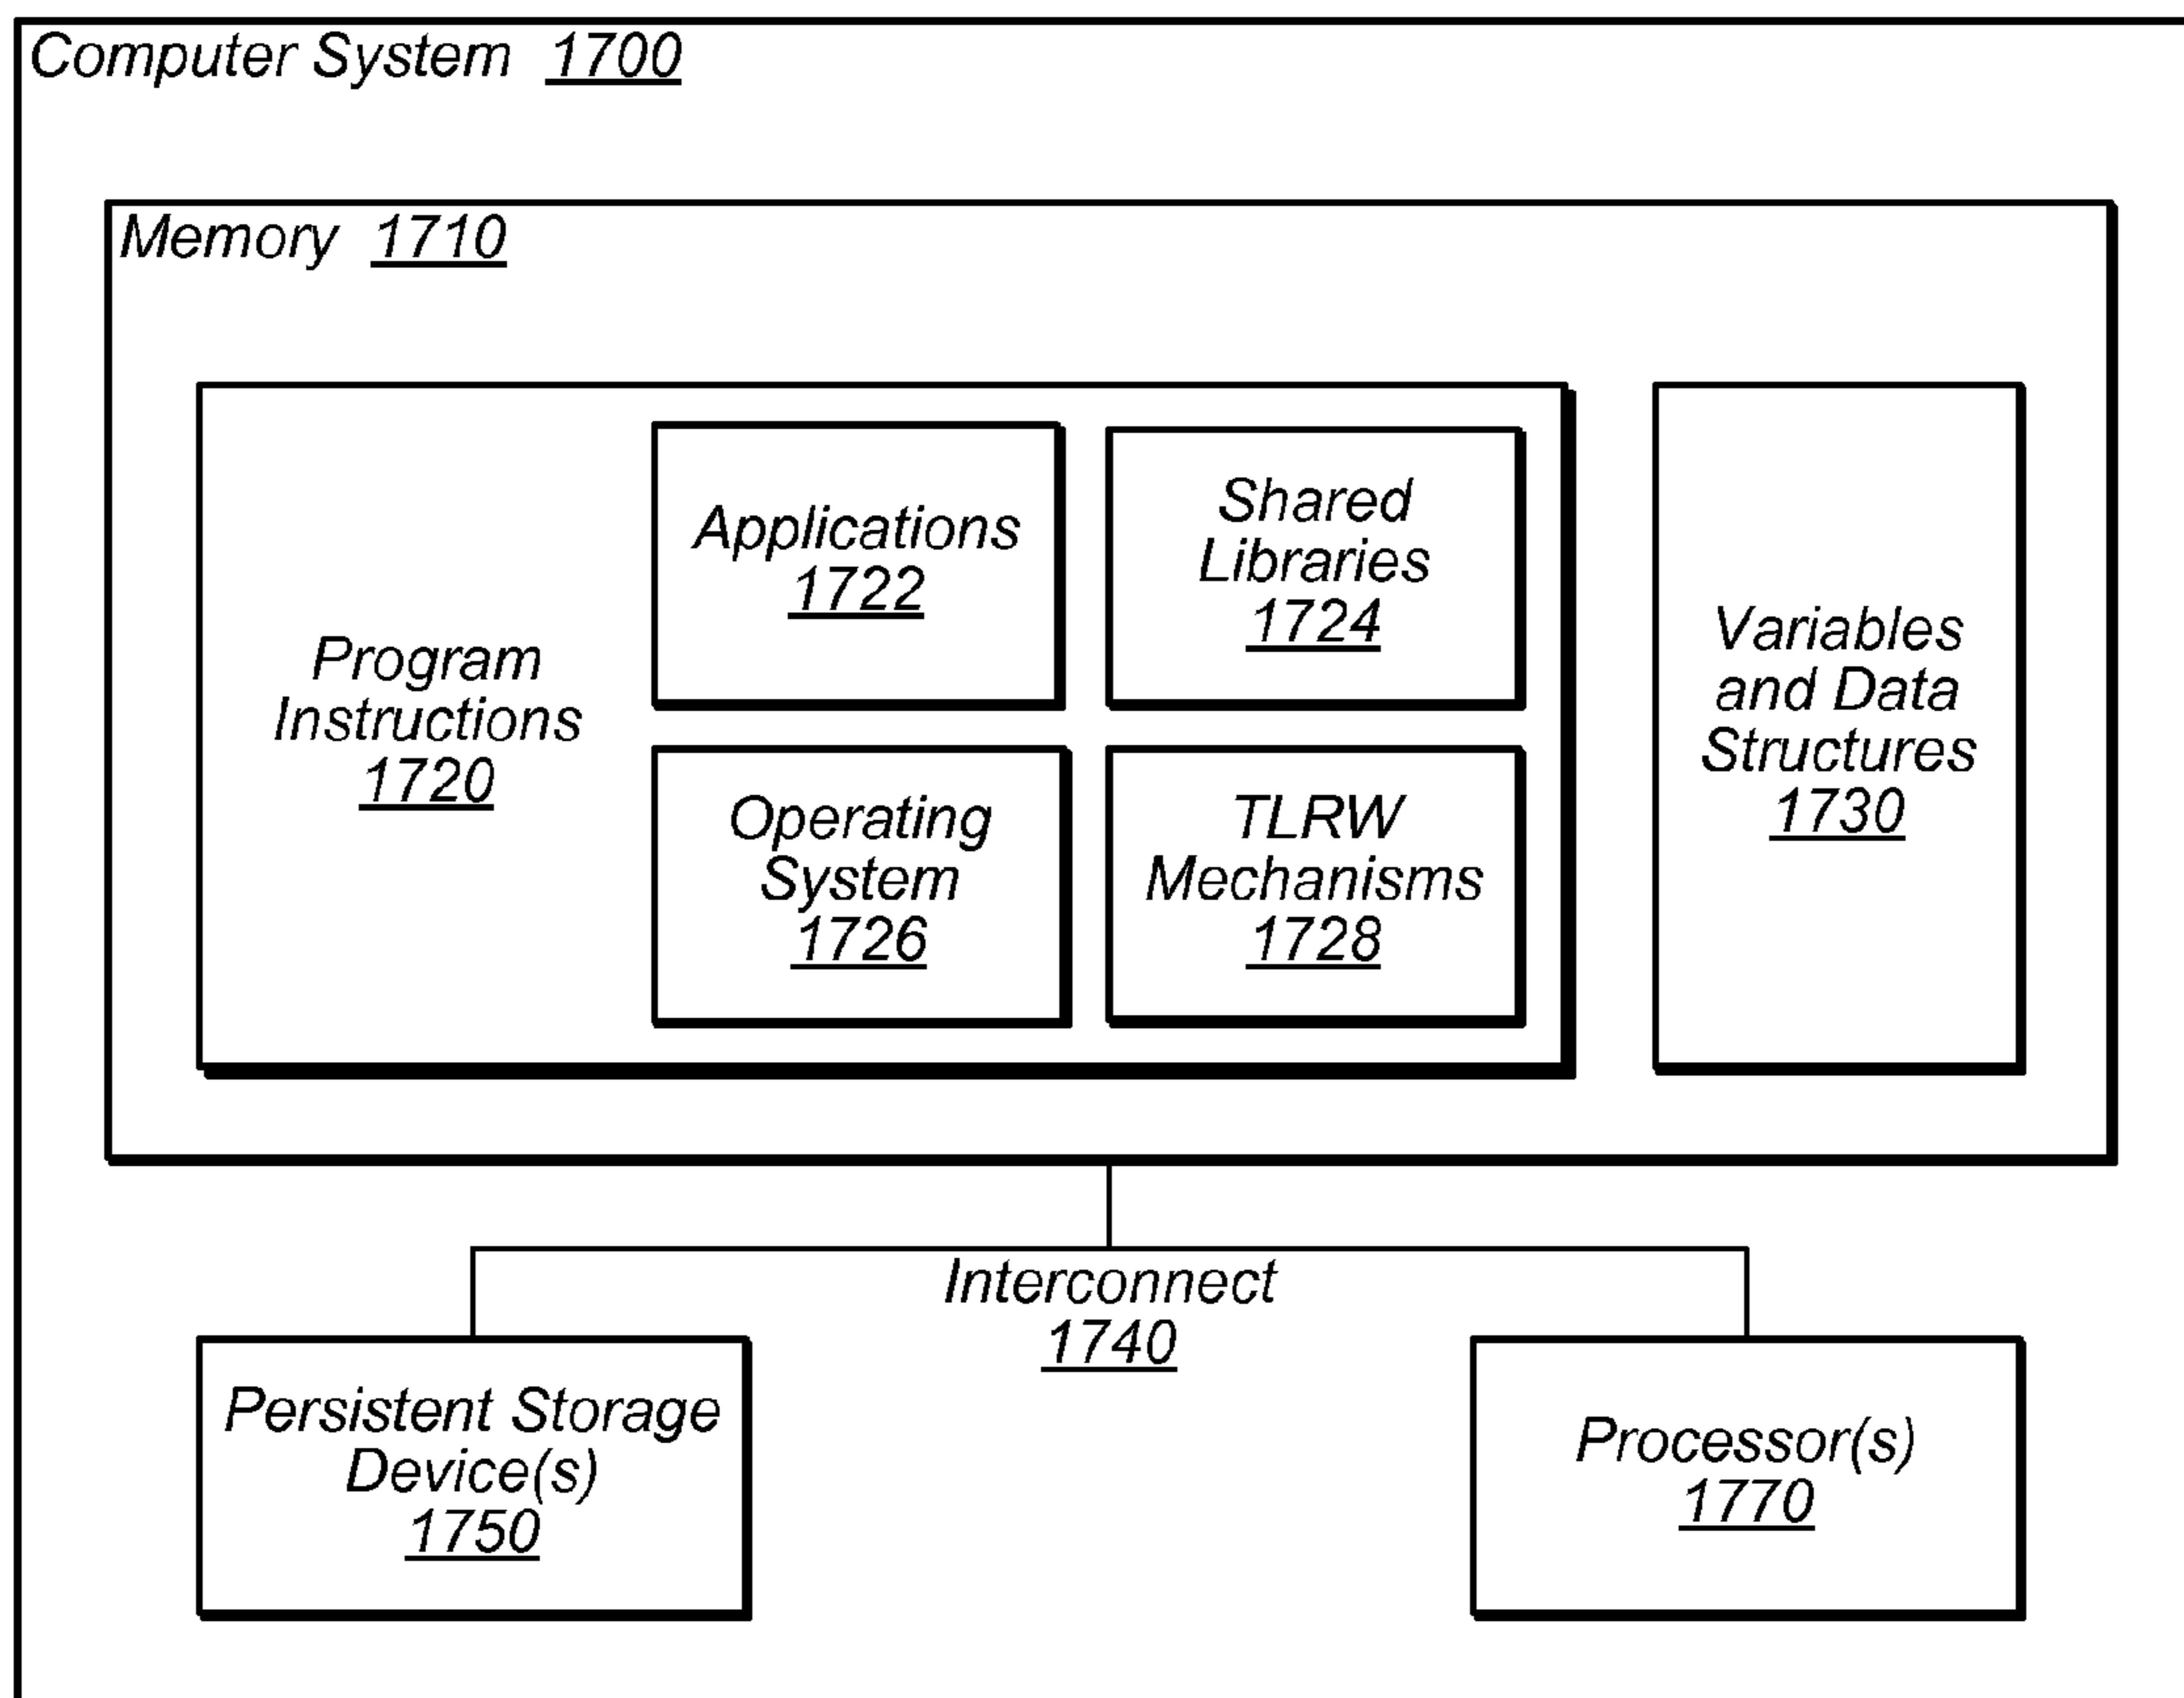 Computer System 1700
Memory 1710
Program
Instructions
1720
Applications
1722
Shared
Libraries
1724
Operating
System
1726
TLRW
Mechanisms
1728
Variables
and Data
Structures
1730
Interconnect
1740
Persistent Storage
Device(s)
1750
Processor(s)
1770